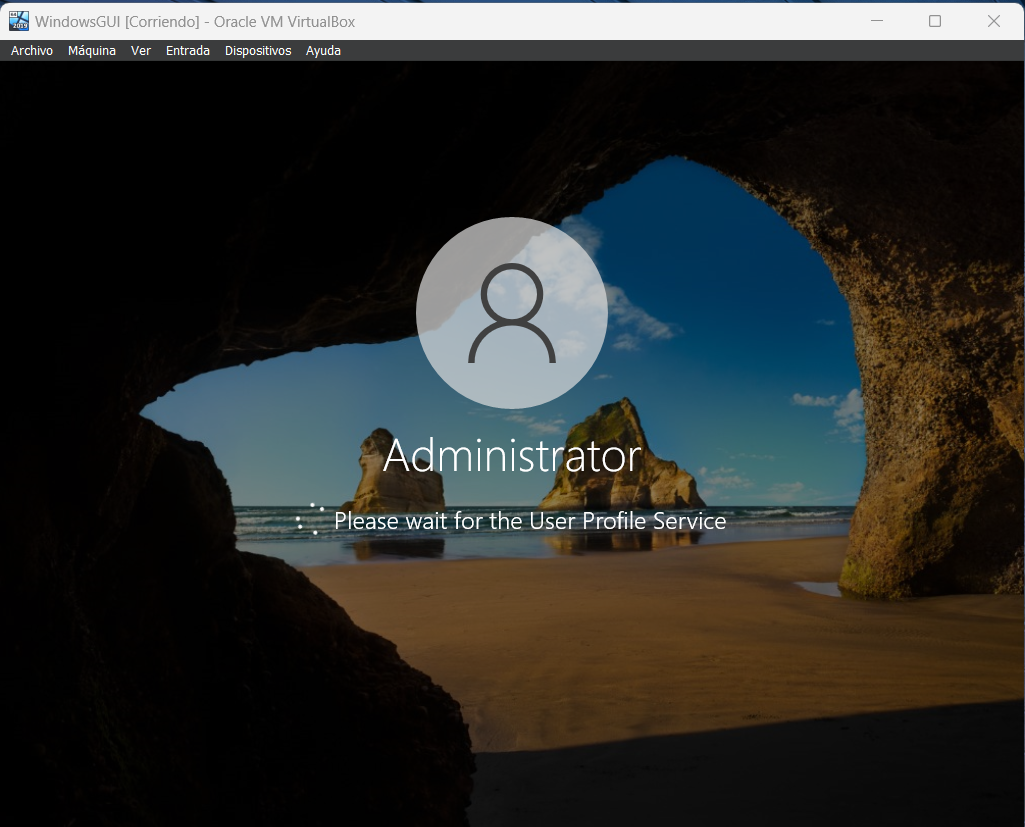 WindowsGUI [Corriendo] - Oracle VM VirtualBox
Archivo Máquina Ver Entrada Dispositivos Ayuda
Administrator
Please wait for the User Profile Service